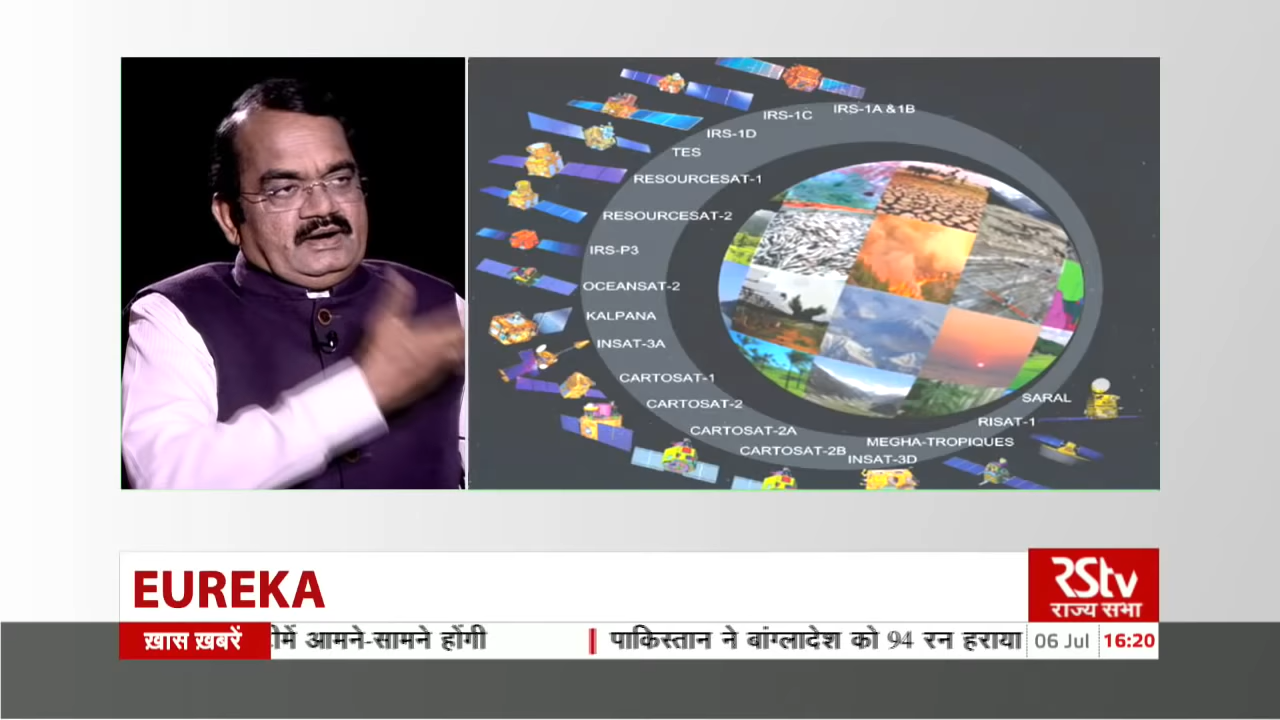 IRS-1A &1B
IRS-1C
IRS-1D
TES
RESOURCESAT-1
RESOURCESAT-2
IRS-P3
OCEANSAT-2
KALPANA
INSAT-3A
CARTOSAT-1
CARTOSAT-2
CARTOSAT-2A
CARTOSAT-2B
INSAT-3D
MEGHA-TROPIQUES
RISAT-1
SARAL
EUREKA
RSTV
राज्य सभा
ख़ास ख़बरें
आमने-सामने होंगी | पाकिस्तान ने बांग्लादेश को 94 रन हराया 06 Jul 16:20